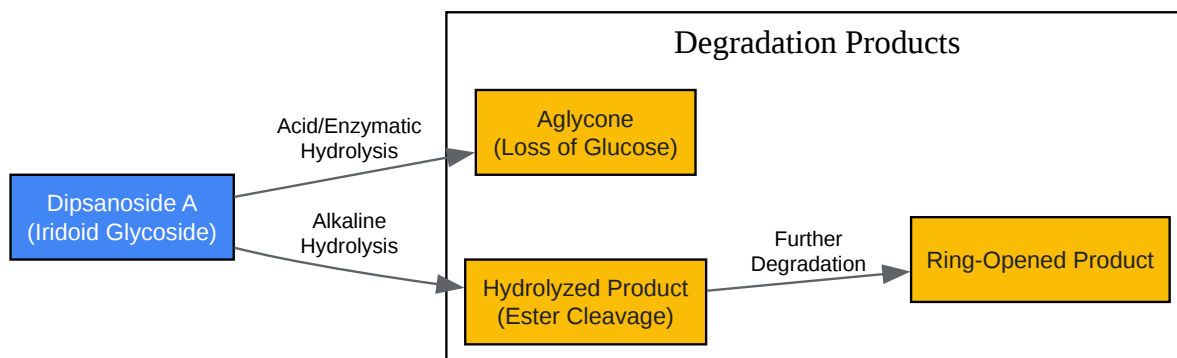 Degradation Products
Acid/Enzymatic
Hydrolysis
Aglycone
(Loss of Glucose)
Dipsanoside A
(Iridoid Glycoside)
Alkaline
Hydrolysis
Hydrolyzed Product
(Ester Cleavage)
Further
Degradation
Ring-Opened Product